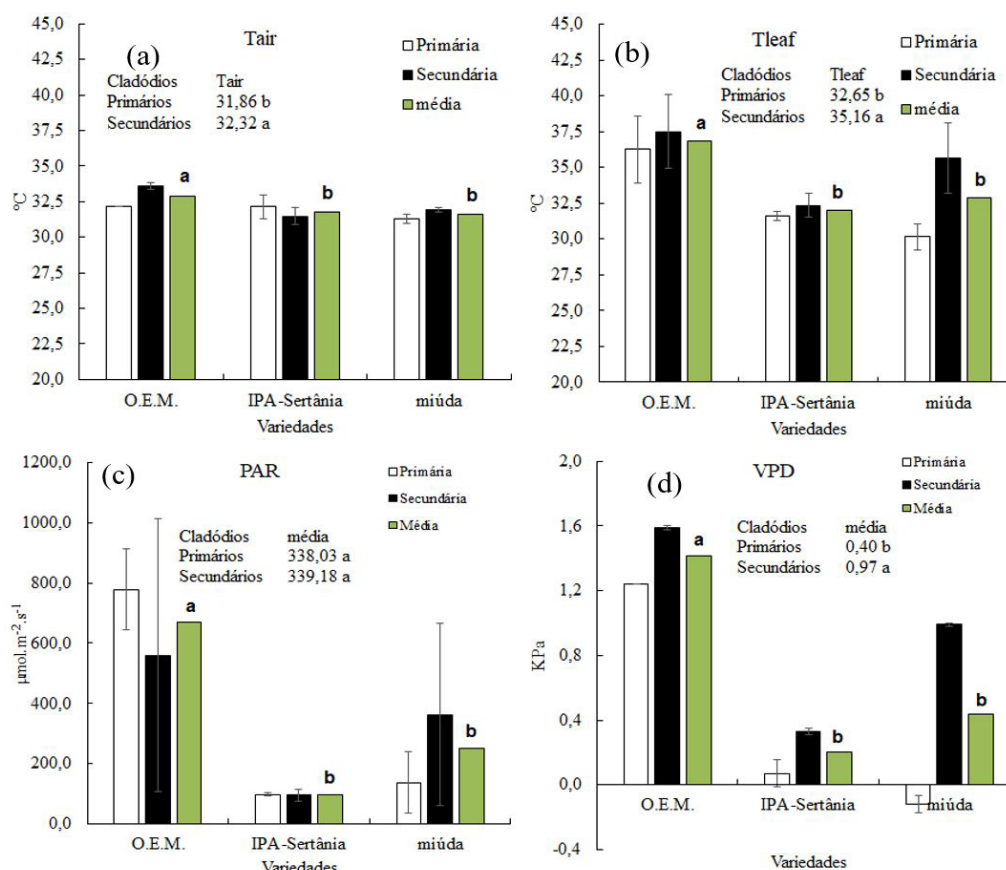 (a)
Tair
Primária
Secundária
média
Cladódios Tair
Primários 31,86 b
Secundários 32,32 a
45,0
42,5
40,0
37,5
35,0
32,5
30,0
27,5
25,0
22,5
20,0
°C
a
b
b
O.E.M. IPA-Sertânia miúda
Variedades
(b)
Tleaf
Primária
Secundária
média
Cladódios Tleaf
Primários 32,65 b
Secundários 35,16 a
45,0
42,5
40,0
37,5
35,0
32,5
30,0
27,5
25,0
22,5
20,0
°C
a
b
b
O.E.M. IPA-Sertânia miúda
Variedades
(c)
PAR
Primária
Secundária
Média
Cladódios média
Primários 338,03 a
Secundários 339,18 a
1200,0
1000,0
800,0
600,0
400,0
200,0
0,0
µmol.m-2.s-1
a
b
b
O.E.M. IPA-Sertânia miúda
Variedades
(d)
VPD
Primária
Secundária
Média
Cladódios média
Primários 0,40 b
Secundários 0,97 a
2,0
1,6
1,2
0,8
0,4
0,0
-0,4
KPa
a
b
b
O.E.M. IPA-Sertânia miúda
Variedades